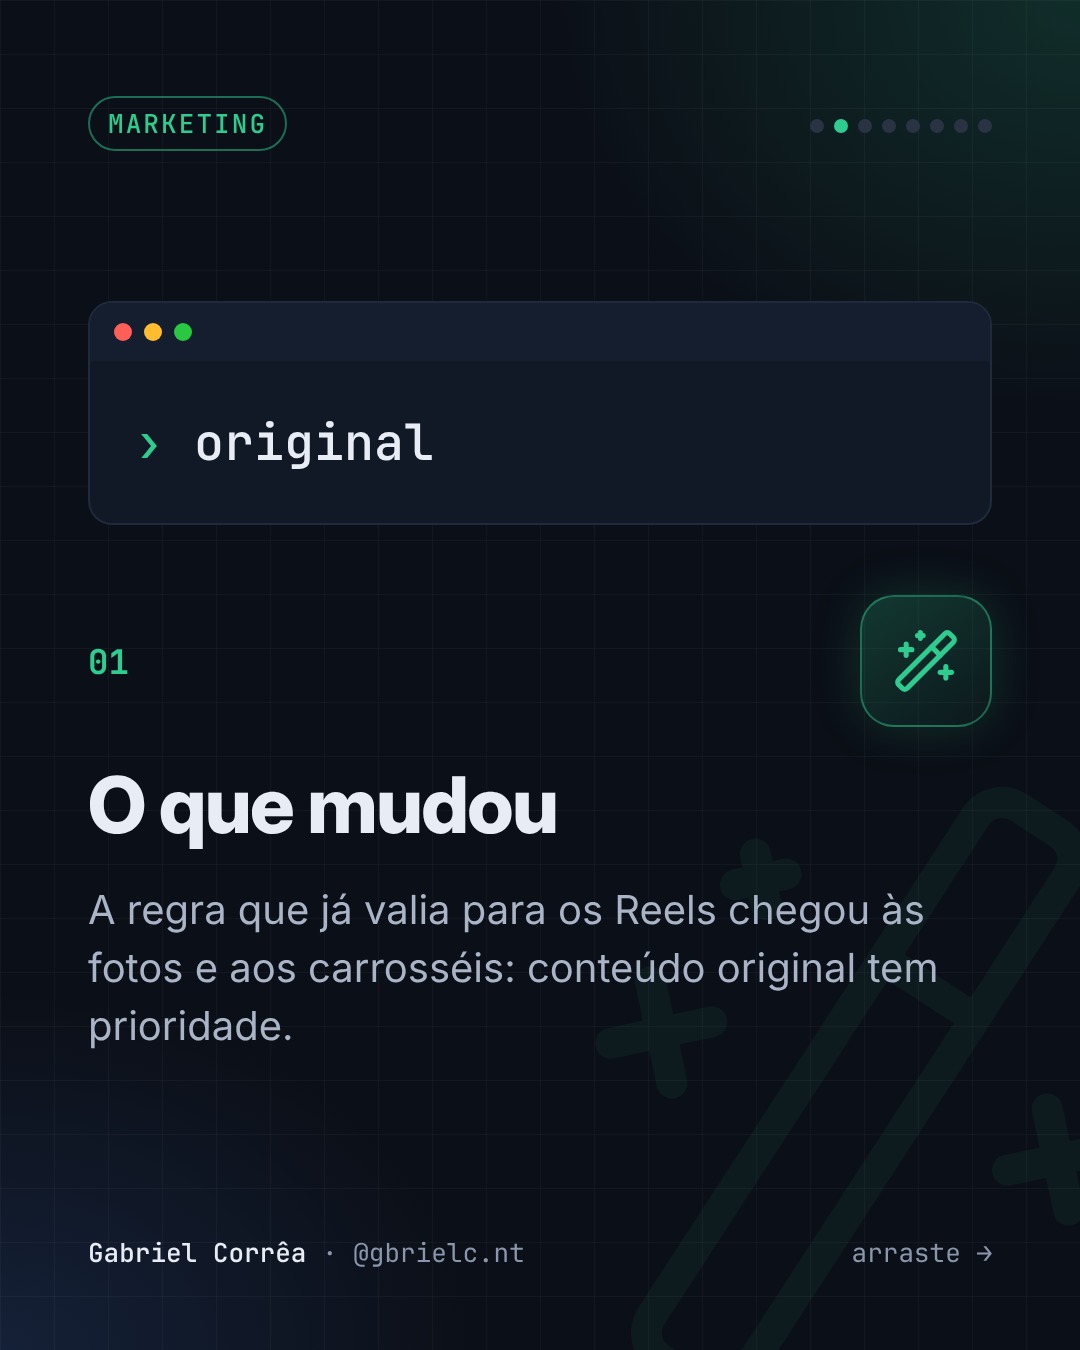 MARKETING
› original
01
O que mudou
A regra que já valia para os Reels chegou às
fotos e aos carrosséis: conteúdo original tem
prioridade.
Gabriel Corrêa · @gbrielc.nt
arraste →